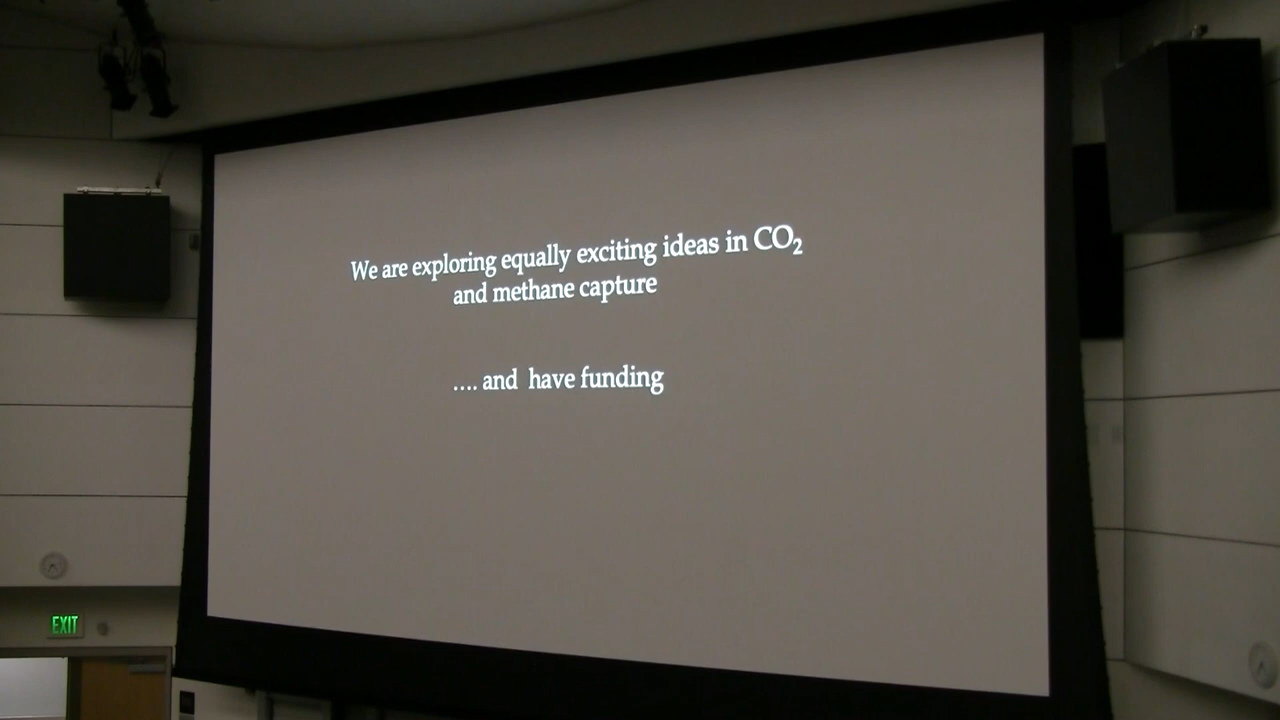 We are exploring equally exciting ideas in CO₂
and methane capture
.... and have funding
EXIT